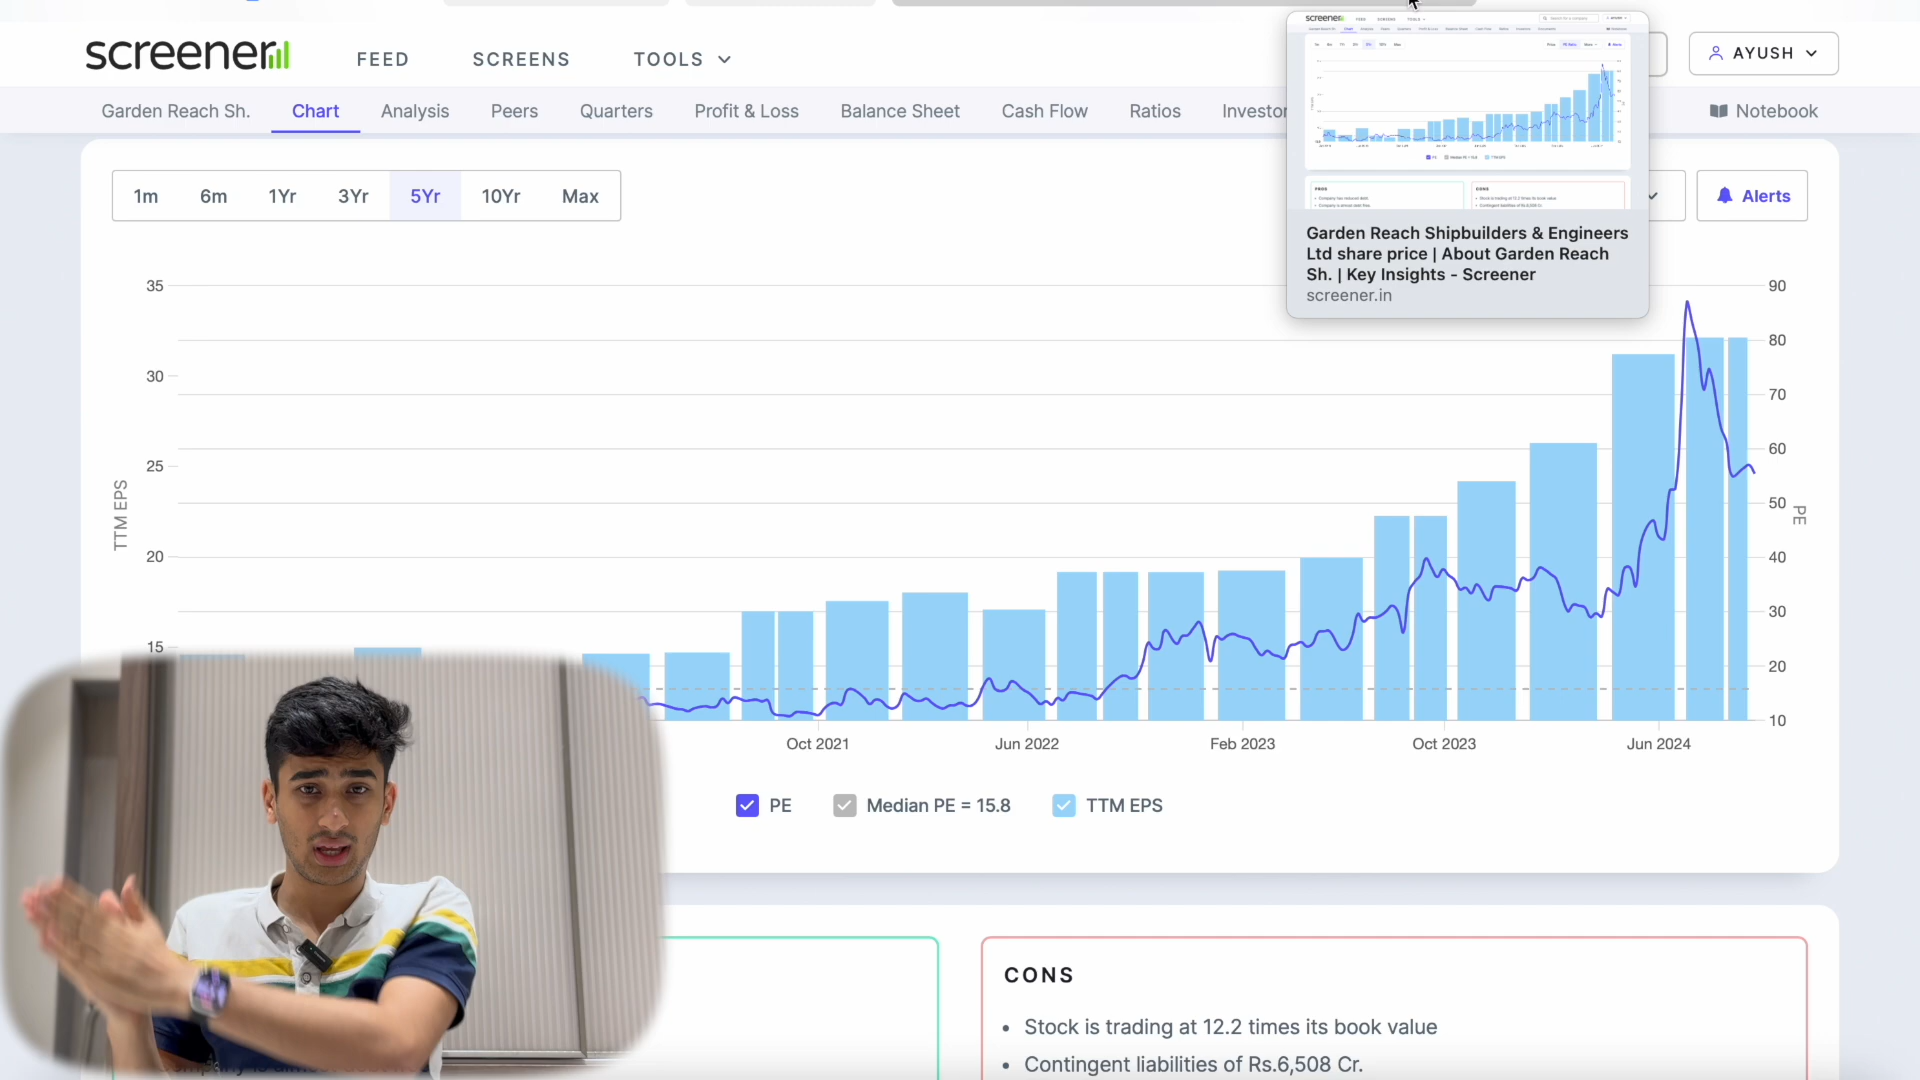 screener
FEED
SCREENS
TOOLS
AYUSH
Garden Reach Sh.
Chart
Analysis
Peers
Quarters
Profit & Loss
Balance Sheet
Cash Flow
Ratios
Investor
Notebook
1m
6m
1Yr
3Yr
5Yr
10Yr
Max
Alerts
Garden Reach Shipbuilders & Engineers
Ltd share price | About Garden Reach
Sh. | Key Insights - Screener
screener.in
35
30
25
20
15
TTM EPS
90
80
70
60
50
40
30
20
10
PE
Oct 2021
Jun 2022
Feb 2023
Oct 2023
Jun 2024
PE
Median PE = 15.8
TTM EPS
CONS
Stock is trading at 12.2 times its book value
Contingent liabilities of Rs.6,508 Cr.